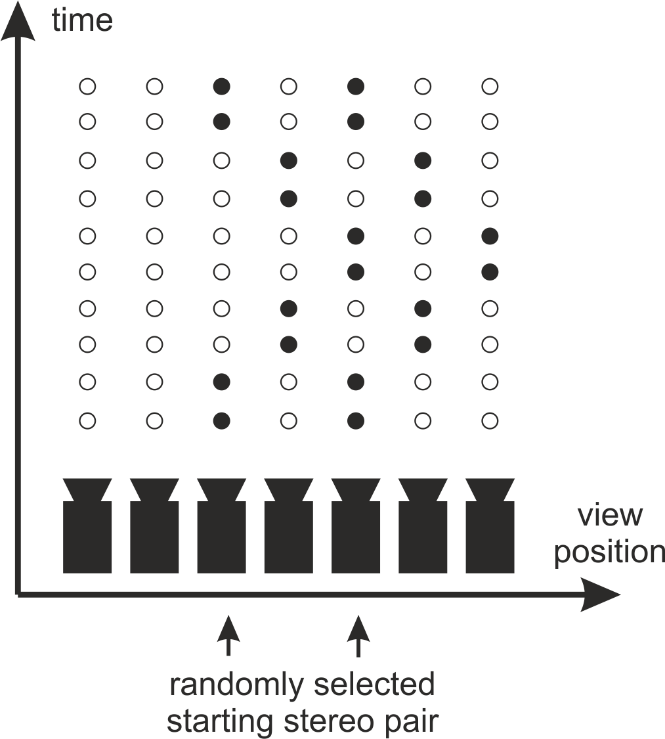 time
view
position
randomly selected
starting stereo pair